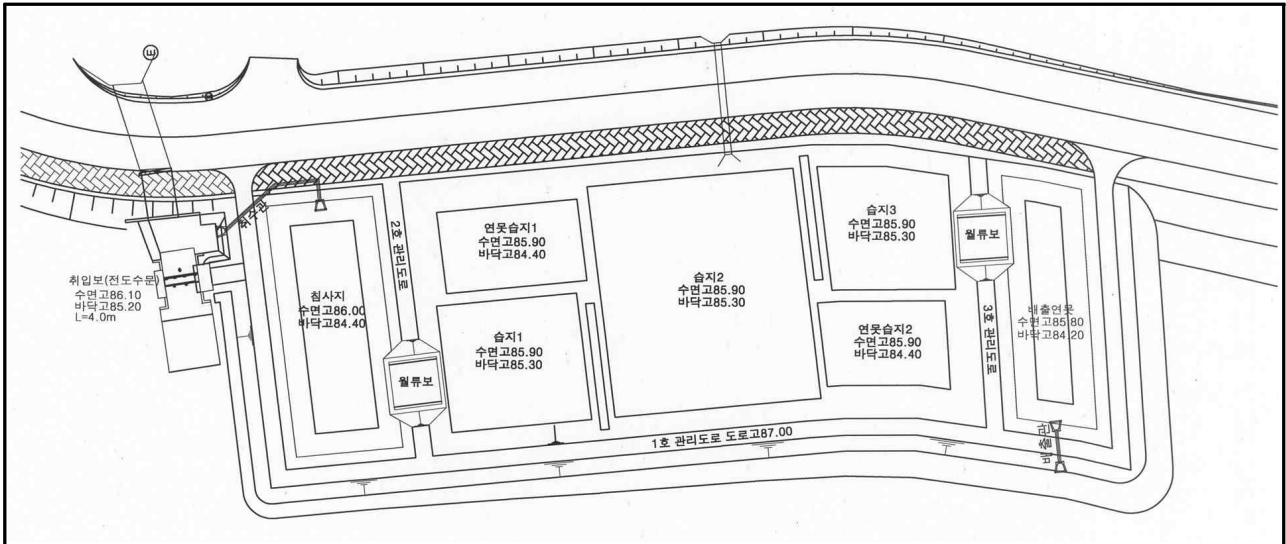 E
취수관
취입보(전도수문)
수면고86.10
바닥고85.20
L=4.0m
침사지
수면고86.00
바닥고84.40
2호 관리도로
월류보
연못습지1
수면고85.90
바닥고84.40
습지1
수면고85.90
바닥고85.30
습지2
수면고85.90
바닥고85.30
습지3
수면고85.90
바닥고85.30
연못습지2
수면고85.90
바닥고84.40
월류보
3호 관리도로
배출연못
수면고85.80
바닥고84.20
배출관
1호 관리도로 도로고87.00